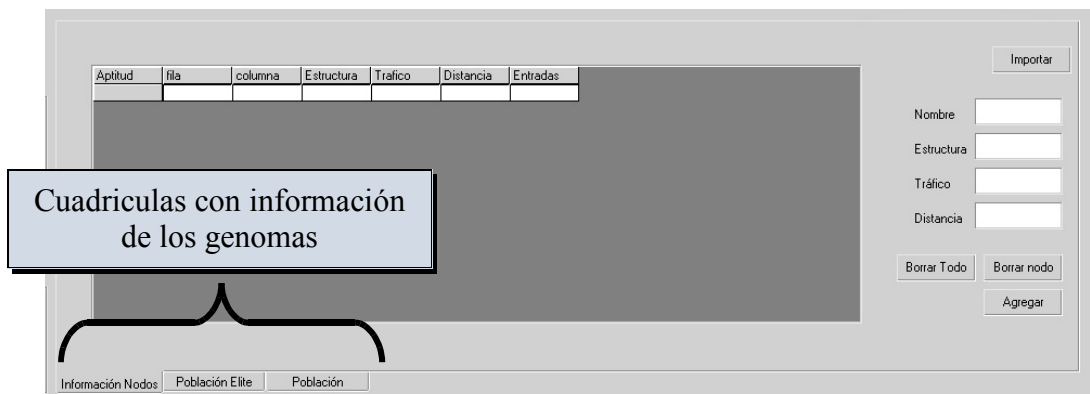 Importar
Aptitud fila columna Estructura Trafico Distancia Entradas
Nombre
Estructura
Tráfico
Distancia
Cuadriculas con información
de los genomas
Borrar Todo Borrar nodo
Agregar
Información Nodos Población Elite Población